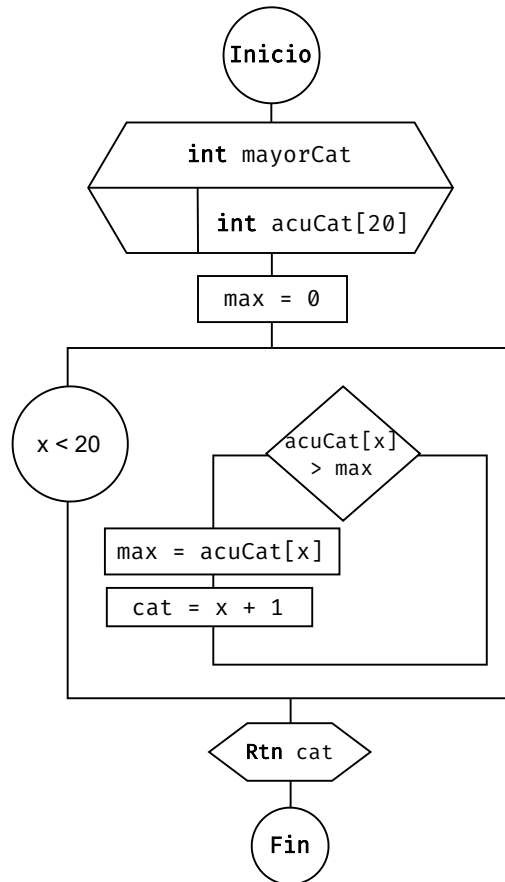 Inicio
int mayorCat
int acuCat[20]
max = 0
x < 20
acuCat[x]
> max
max = acuCat[x]
cat = x + 1
Rtn cat
Fin